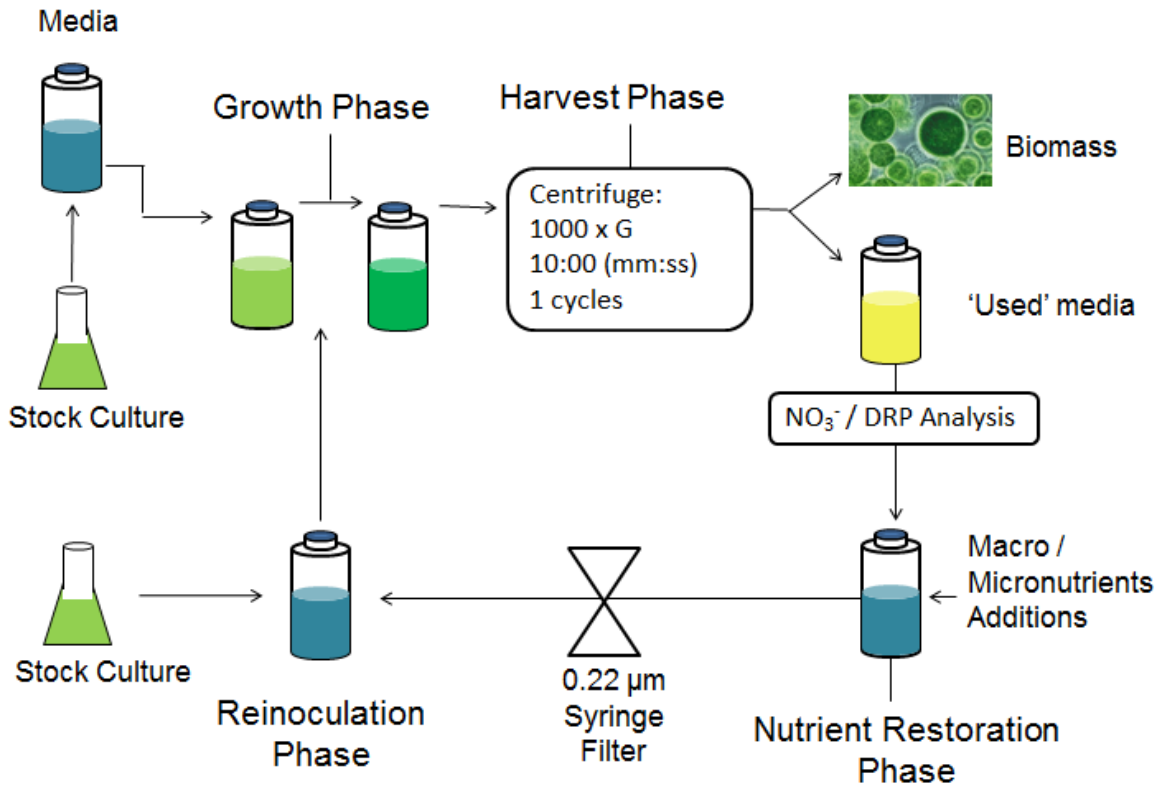 Media
Growth Phase
Harvest Phase
Centrifuge:
1000 x G
10:00 (mm:ss)
1 cycles
Biomass
'Used' media
Stock Culture
NO₃⁻ / DRP Analysis
Macro /
Micronutrients
Additions
Stock Culture
0.22 µm
Syringe
Filter
Reinoculation
Phase
Nutrient Restoration
Phase